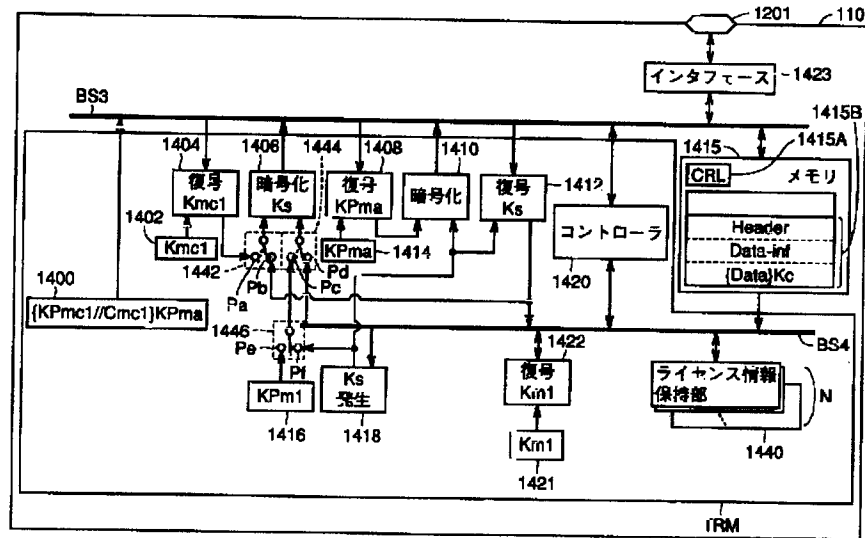 1201
110
インタフェース
1423
BS3
1415B
1415
1415A
1404
1406
1444
1408
1410
CRL
メモリ
復号
Kmc1
暗号化
Ks
復号
KPma
暗号化
復号
Ks
1412
1402
Kmc1
KPma
1414
コントローラ
1420
Header
Data-inf
{Data}Kc
1442
Pa
Pb
Pd
Pc
1400
{KPmc1//Cmc1}KPma
1446
Pe
Pf
BS4
1422
KPm1
1416
Ks
発生
1418
復号
Km1
Km1
1421
ライセンス情報
保持部
N
1440
TRM